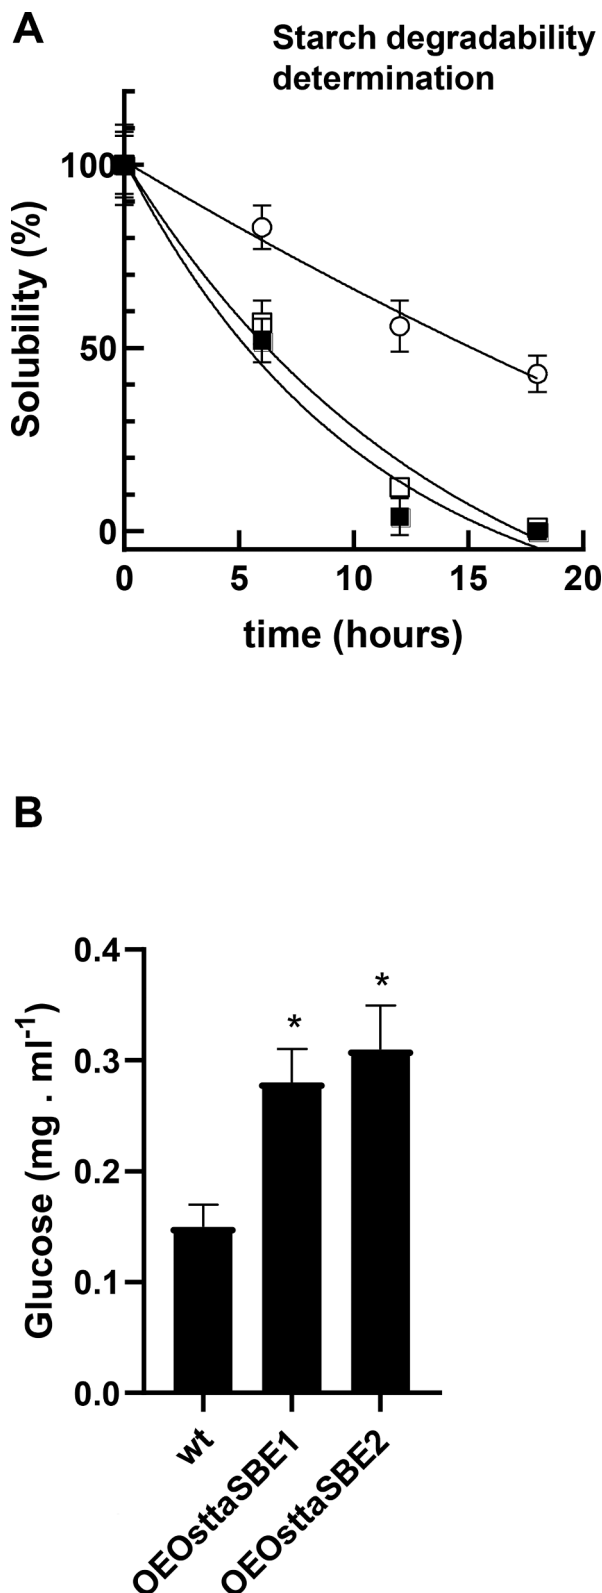 A
Starch degradability
determination
Solubility (%)
100
50
0
0 5 10 15 20
time (hours)
B
Glucose (mg . ml-1)
0.4
0.3
0.2
0.1
0.0
* *
wt
OEOsttaSBE1
OEOsttaSBE2